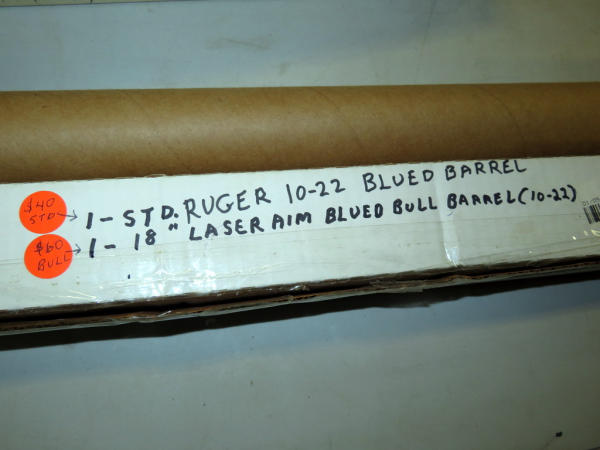 $40
STD
1-STD. RUGER 10-22 BLUED BARREL
$60
BULL
1- 18" LASER AIM BLUED BULL BARREL (10-22)